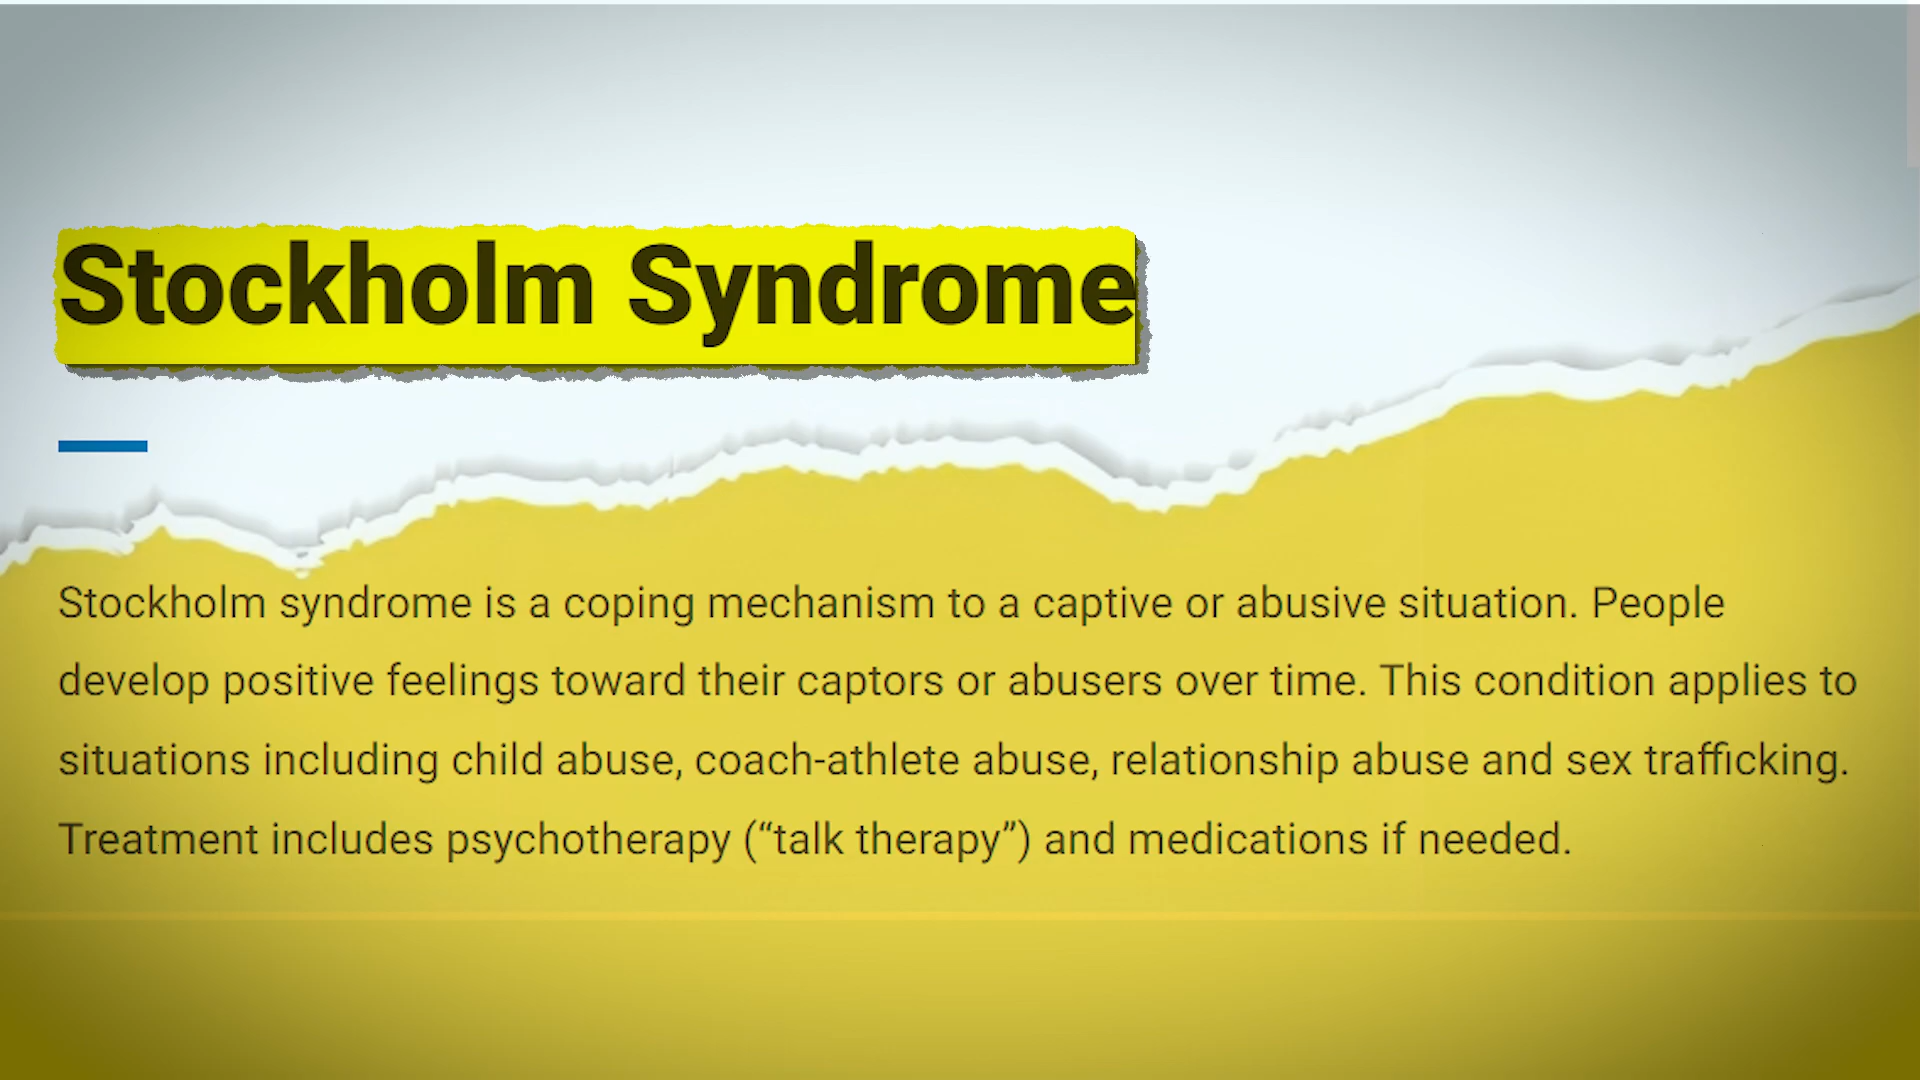 Stockholm Syndrome
Stockholm syndrome is a coping mechanism to a captive or abusive situation. People
develop positive feelings toward their captors or abusers over time. This condition applies to
situations including child abuse, coach-athlete abuse, relationship abuse and sex trafficking.
Treatment includes psychotherapy (“talk therapy”) and medications if needed.